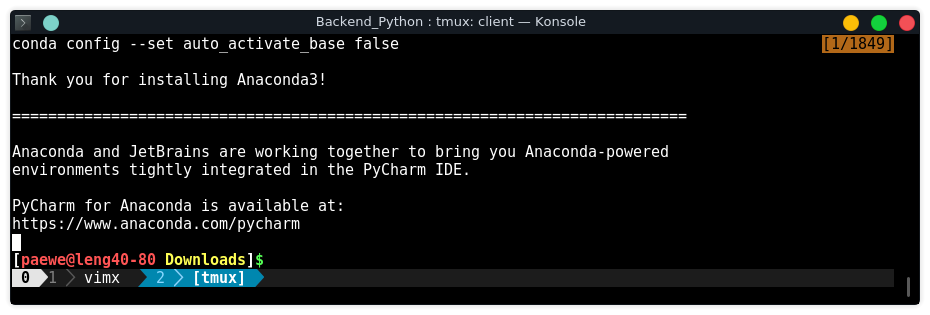 Backend_Python : tmux: client — Konsole
conda config --set auto_activate_base false [1/1849]
Thank you for installing Anaconda3!
===========================================================================
Anaconda and JetBrains are working together to bring you Anaconda-powered
environments tightly integrated in the PyCharm IDE.
PyCharm for Anaconda is available at:
https://www.anaconda.com/pycharm
[paewe@leng40-80 Downloads]$
0 1 vimx 2 [tmux]